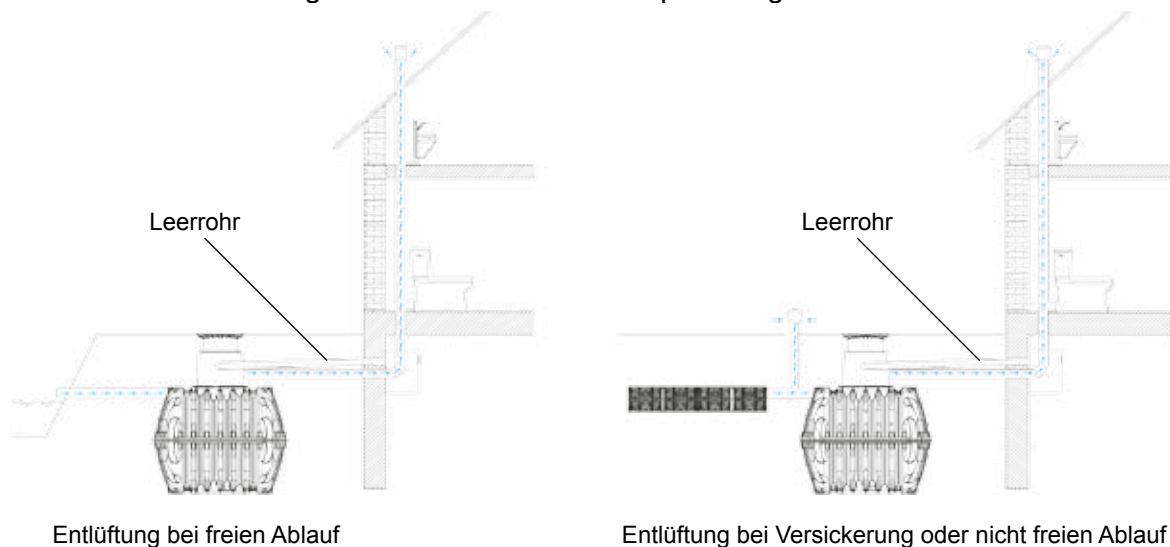 Leerrohr
Leerrohr
Entlüftung bei freien Ablauf
Entlüftung bei Versickerung oder nicht freien Ablauf